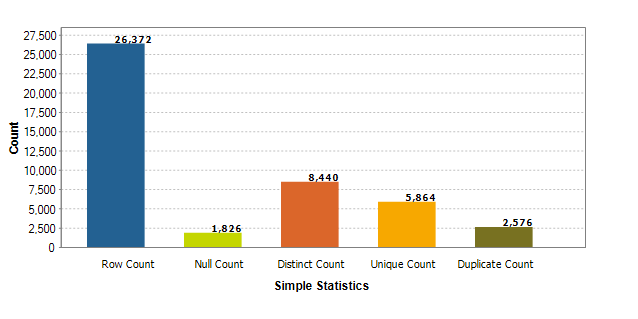 27,500
25,000
22,500
20,000
17,500
15,000
12,500
10,000
7,500
5,000
2,500
0
Count
26,372
1,826
8,440
5,864
2,576
Row Count
Null Count
Distinct Count
Unique Count
Duplicate Count
Simple Statistics